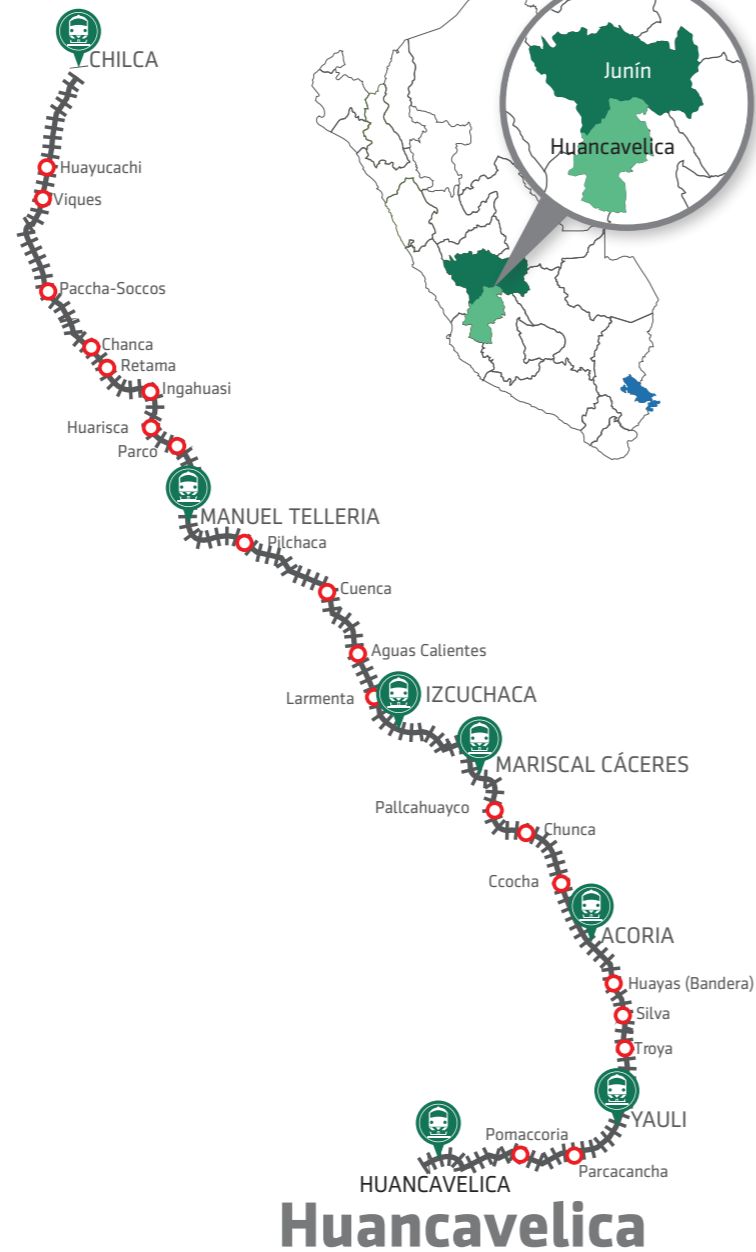 CHILCA
Junín
Huancavelica
Huayucachi
Viques
Paccha-Soccos
Chanca
Retama
Ingahuasi
Huarisca
Parco
MANUEL TELLERIA
Pilchaca
Cuenca
Aguas Calientes
Larmenta
IZCUCHACA
MARISCAL CÁCERES
Pallcahuayco
Chunca
Ccocha
ACORIA
Huayas (Bandera)
Silva
Troya
YAULI
Pomaccoria
Parcacancha
HUANCAVELICA
Huancavelica